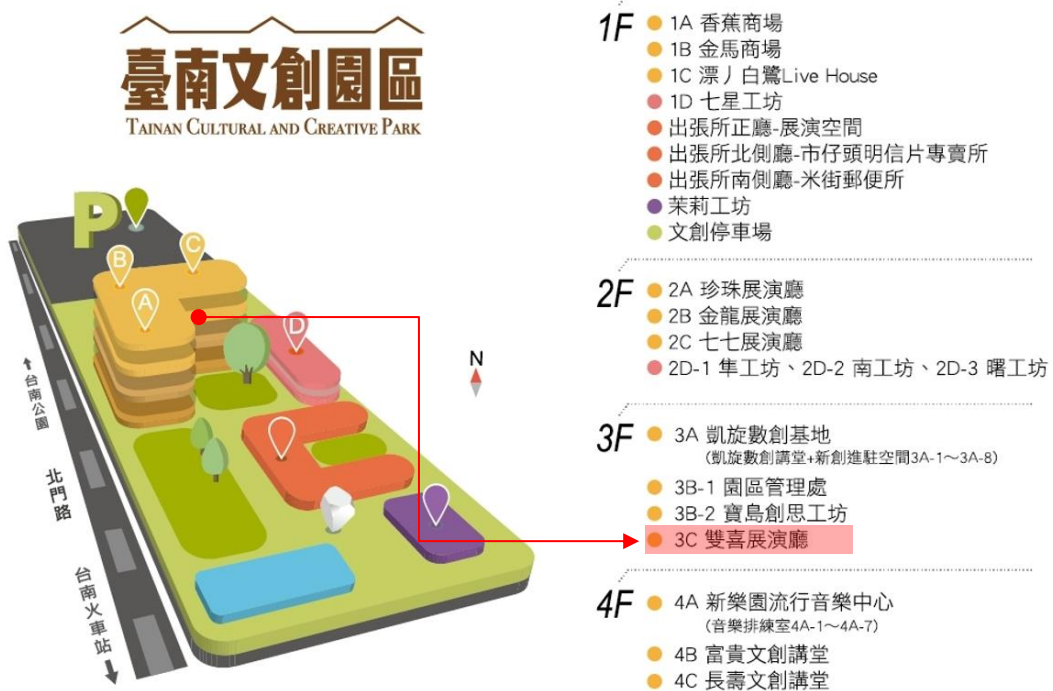 臺南文創園區
TAINAN CULTURAL AND CREATIVE PARK
P
B
C
A
D
N
台南公園
北門路
台南火車站
1F
1A 香蕉商場
1B 金馬商場
1C 漂丿白鷺Live House
1D 七星工坊
出張所正廳-展演空間
出張所北側廳-市仔頭明信片專賣所
出張所南側廳-米街郵便所
茉莉工坊
文創停車場
2F
2A 珍珠展演廳
2B 金龍展演廳
2C 七七展演廳
2D-1 隼工坊、2D-2 南工坊、2D-3 曙工坊
3F
3A 凱旋數創基地
(凱旋數創講堂+新創進駐空間3A-1～3A-8)
3B-1 園區管理處
3B-2 寶島創思工坊
3C 雙喜展演廳
4F
4A 新樂園流行音樂中心
(音樂排練室4A-1～4A-7)
4B 富貴文創講堂
4C 長壽文創講堂